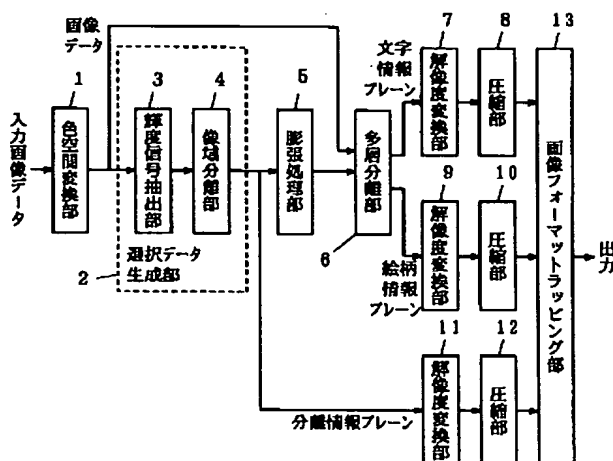 画像
データ
入力画像データ
1
色空間変換部
2
選択データ
生成部
3
輝度信号抽出部
4
像域分離部
5
膨張処理部
6
多層分離部
文字
情報
プレーン
7
解像度変換部
8
圧縮部
絵柄
情報
プレーン
9
解像度変換部
10
圧縮部
分離情報プレーン
11
解像度変換部
12
圧縮部
13
画像フォーマットラッピング部
出力